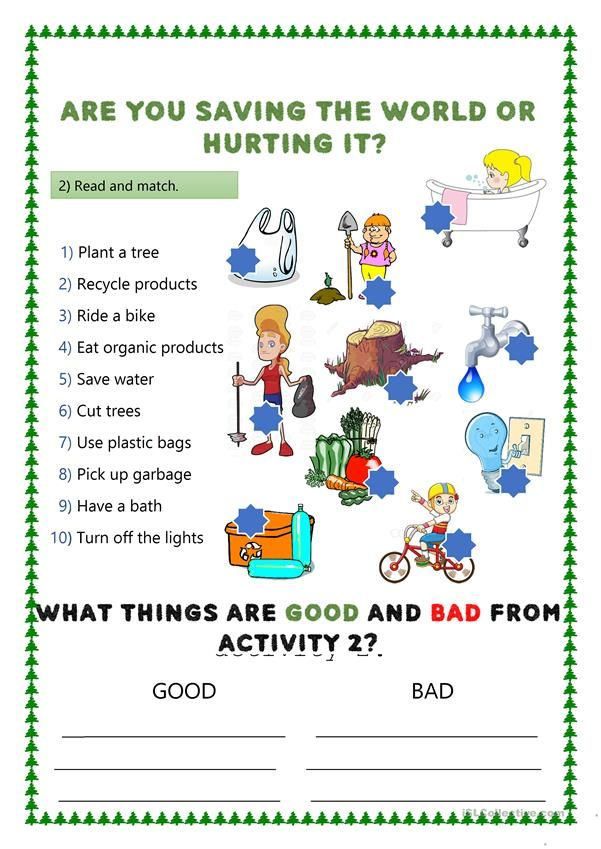 ARE YOU SAVING THE WORLD OR
HURTING IT?
2) Read and match.
1) Plant a tree
2) Recycle products
3) Ride a bike
4) Eat organic products
5) Save water
6) Cut trees
7) Use plastic bags
8) Pick up garbage
9) Have a bath
10) Turn off the lights
WHAT THINGS ARE GOOD AND BAD FROM
ACTIVITY 2?
GOOD BAD
iSLCollective.com